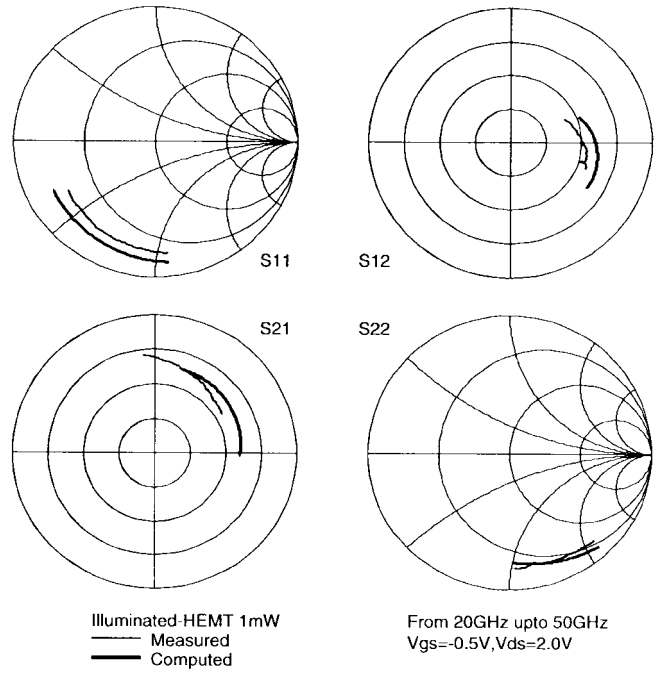 S11
S12
S21
S22
Illuminated-HEMT 1mW
Measured
Computed
From 20GHz upto 50GHz
Vgs=-0.5V,Vds=2.0V